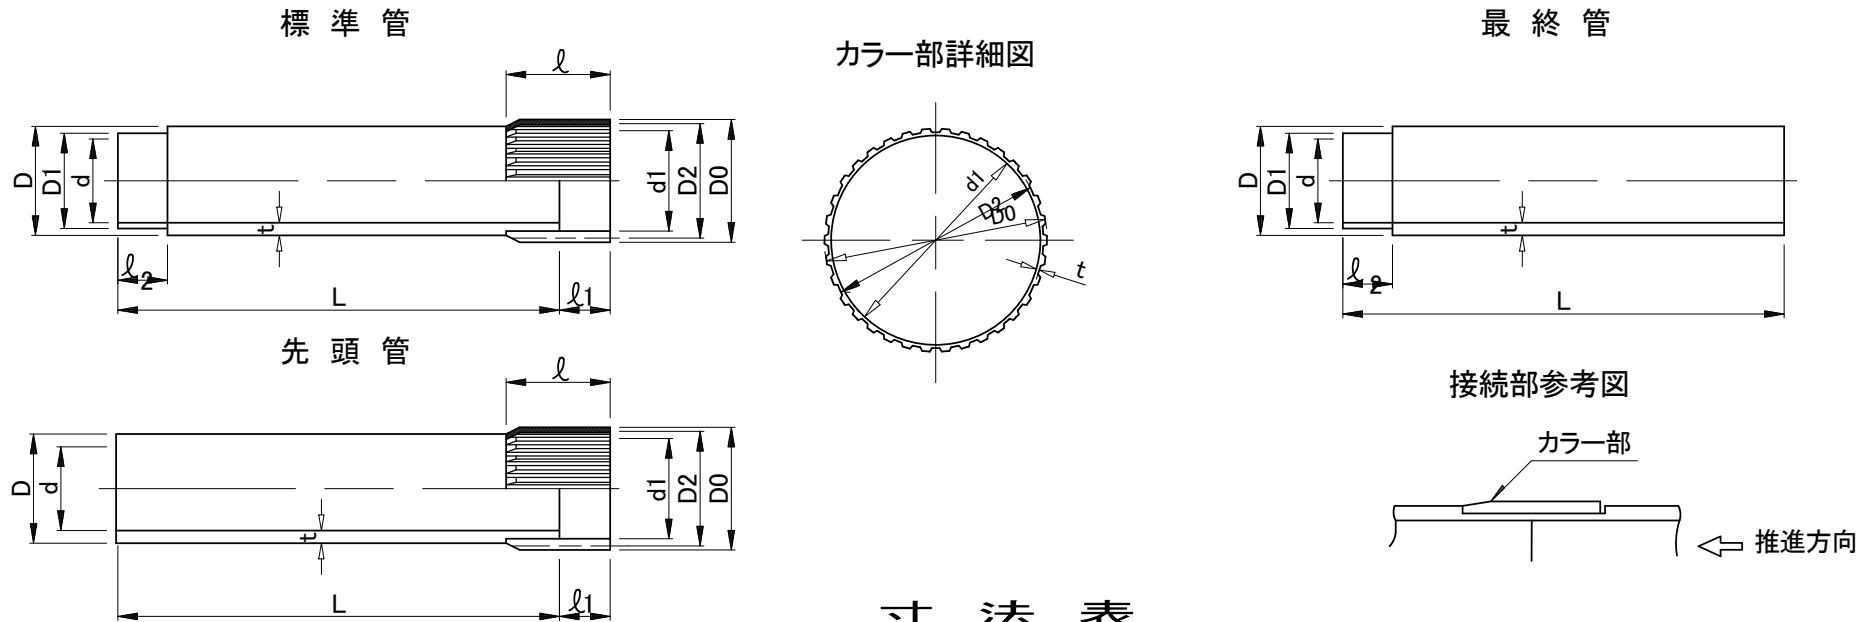 標準管
カラー部詳細図
最終管
ℓ
D
D1
d
t
d1
D2
D0
ℓ2
L
ℓ1
d1
D2
D0
t
D
D1
d
t
ℓ2
L
先頭管
ℓ
D
d
t
d1
D2
D0
L
ℓ1
接続部参考図
カラー部
推進方向
寸法表